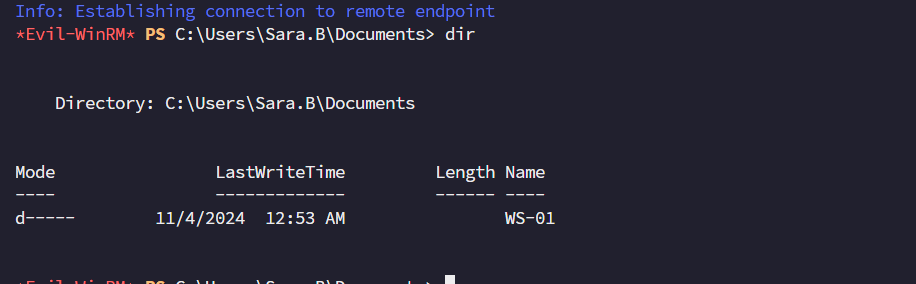 Info: Establishing connection to remote endpoint
*Evil-WinRM* PS C:\Users\Sara.B\Documents> dir
Directory: C:\Users\Sara.B\Documents
Mode LastWriteTime Length Name
---- ------------- ------ ----
d----- 11/4/2024 12:53 AM WS-01
*Evil-WinRM* PS C:\Users\Sara.B\Documents>